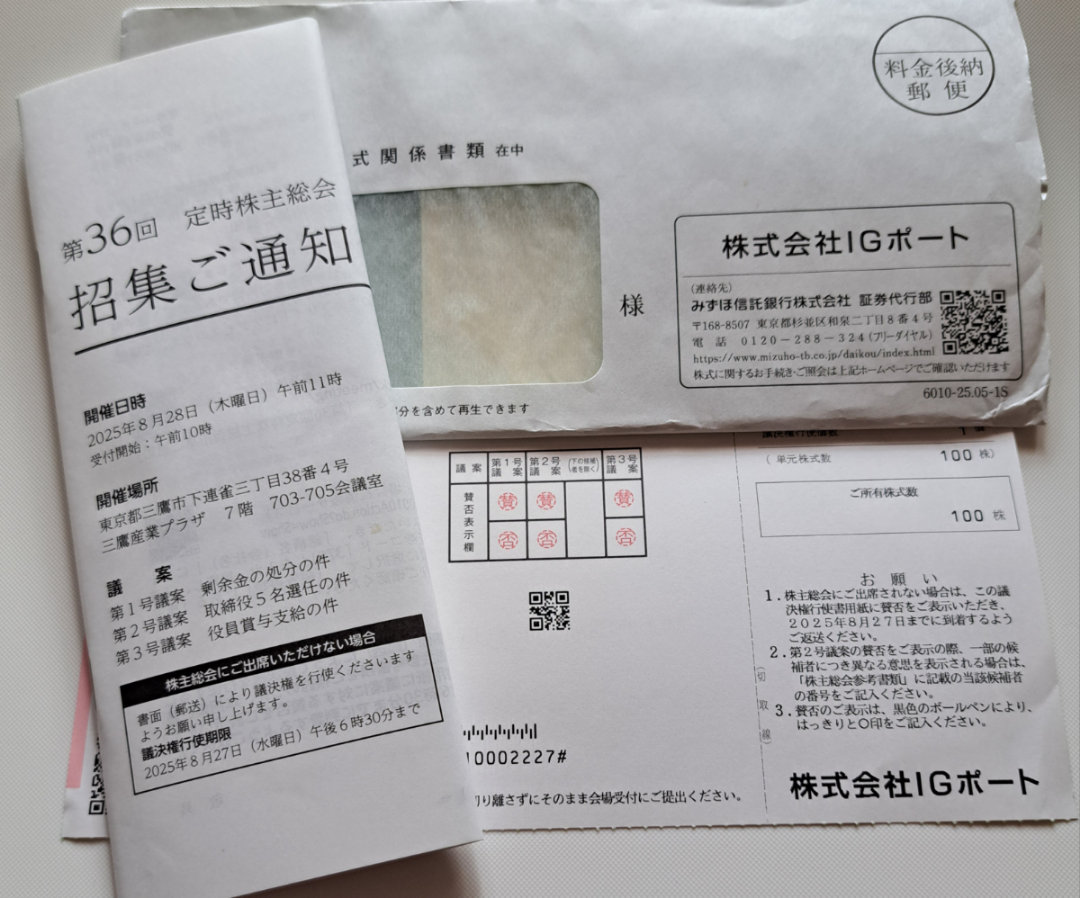 第36回 定時株主総会
招集ご通知
開催日時
2025年8月28日（木曜日）午前11時
受付開始：午前10時
開催場所
東京都三鷹市下連雀三丁目38番4号
三鷹産業プラザ 7階 703-705会議室
議案
第1号議案 剰余金の処分の件
第2号議案 取締役5名選任の件
第3号議案 役員賞与支給の件
株主総会にご出席いただけない場合
書面（郵送）により議決権を行使くださいます
ようお願い申し上げます。
議決権行使期限
2025年8月27日（水曜日）午後6時30分まで
式関係書類 在中
料金後納
郵便
様
株式会社IGポート
（連絡先）
みずほ信託銀行株式会社 証券代行部
〒168-8507 東京都杉並区和泉二丁目8番4号
電話 0120－288－324（フリーダイヤル）
https://www.mizuho-tb.co.jp/daikou/index.html
株式に関するお手続き・ご照会は上記ホームページでご確認いただけます
6010-25.05-1S
分を含めて再生できます
議案 第1号議案 第2号議案 （下の候補者を除く） 第3号議案
賛否表示欄 賛 賛 賛
否 否 否
（単元株式数 100 株）
ご所有株式数
100 株
お願い
1. 株主総会にご出席されない場合は、この議
決権行使書用紙に賛否をご表示いただき、
2025年8月27日までに到着するよう
ご返送ください。
2. 第2号議案の賛否をご表示の際、一部の候
補者につき異なる意思を表示される場合は、
「株主総会参考書類」に記載の当該候補者
の番号をご記入ください。
3. 賛否のご表示は、黒色のボールペンにより、
はっきりと○印をご記入ください。
（切取線）
株式会社IGポート
10002227#
り離さずにそのまま会場受付にご提出ください。